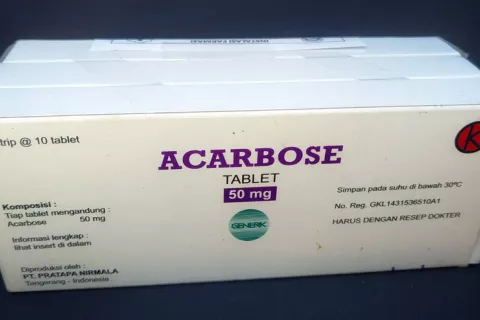 INSTALASI FARMASI
trip @ 10 tablet
ACARBOSE
TABLET
50 mg
GENERIK
Komposisi :
Tiap tablet mengandung :
Acarbose 50 mg
Informasi lengkap :
lihat insert di dalam
Diproduksi oleh :
PT. PRATAPA NIRMALA
Tangerang - Indonesia
K
Simpan pada suhu di bawah 30°C
No. Reg. GKL1431536510A1
HARUS DENGAN RESEP DOKTER